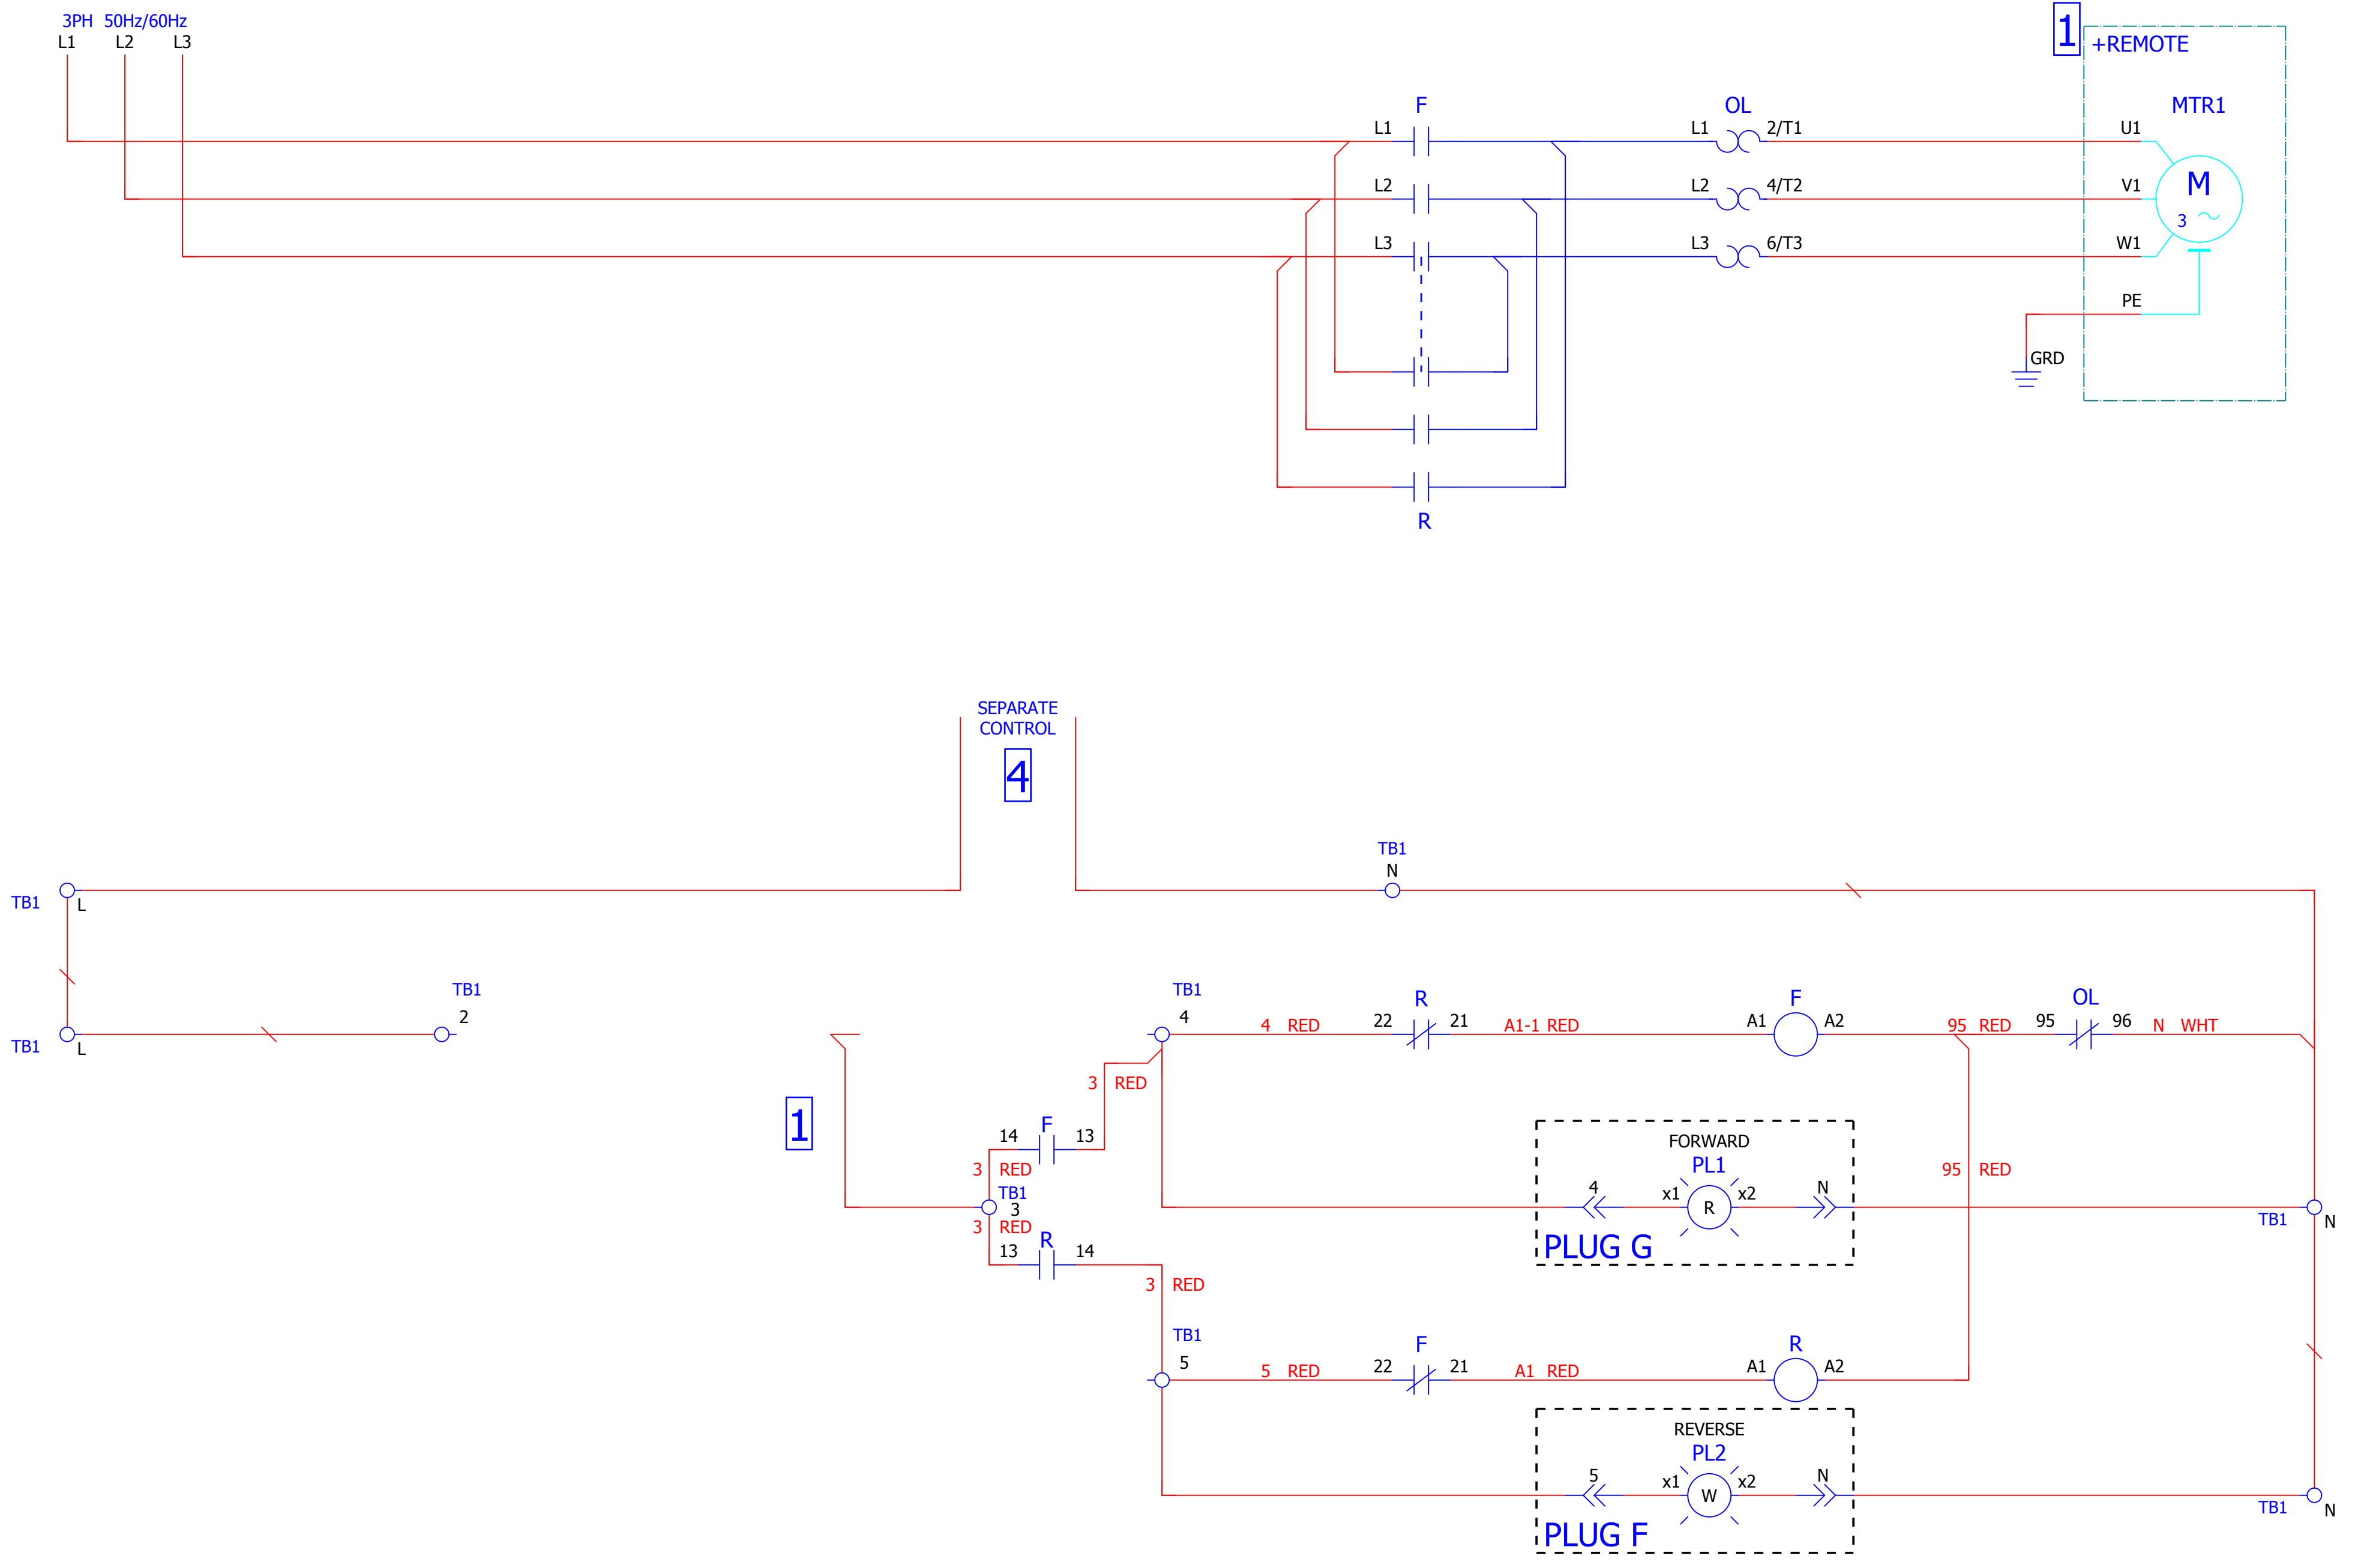 3PH 50Hz/60Hz
L1 L2 L3
1
+REMOTE
F OL MTR1
L1 L1 2/T1 U1
M
L2 L2 4/T2 V1
3
L3 L3 6/T3 W1
PE
GRD
R
SEPARATE
CONTROL
4
TB1
N
TB1 L
TB1 TB1 R F OL
2 4 4 RED 22 21 A1-1 RED A1 A2 95 RED 95 96 N WHT
TB1 L
3 RED
1
F
14 13
FORWARD
PL1
3 RED
95 RED
TB1
3
4 x1 R x2 N
3 RED
TB1 N
R
13 14
PLUG G
3 RED
TB1 F R
5 5 RED 22 21 A1 RED A1 A2
REVERSE
PL2
5 x1 W x2 N
TB1 N
PLUG F